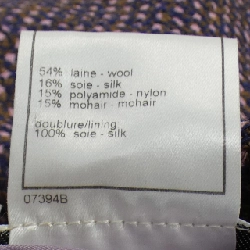 54% laine - wool
16% soie - silk
15% polyamide - nylon
15% mohair - mohair
doublure/lining
100% soie - silk
07394B